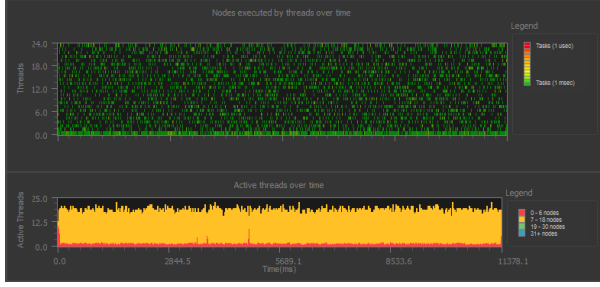 Nodes executed by threads over time
Legend
Threads
24.0
18.0
12.0
6.0
0.0
Tasks (1 usec)
Tasks (1 msec)
Active threads over time
Legend
Active Threads
25.0
12.5
0.0
0 - 6 nodes
7 - 18 nodes
19 - 30 nodes
31+ nodes
0.0 2844.5 5689.1 8533.6 11378.1
Time(ms)